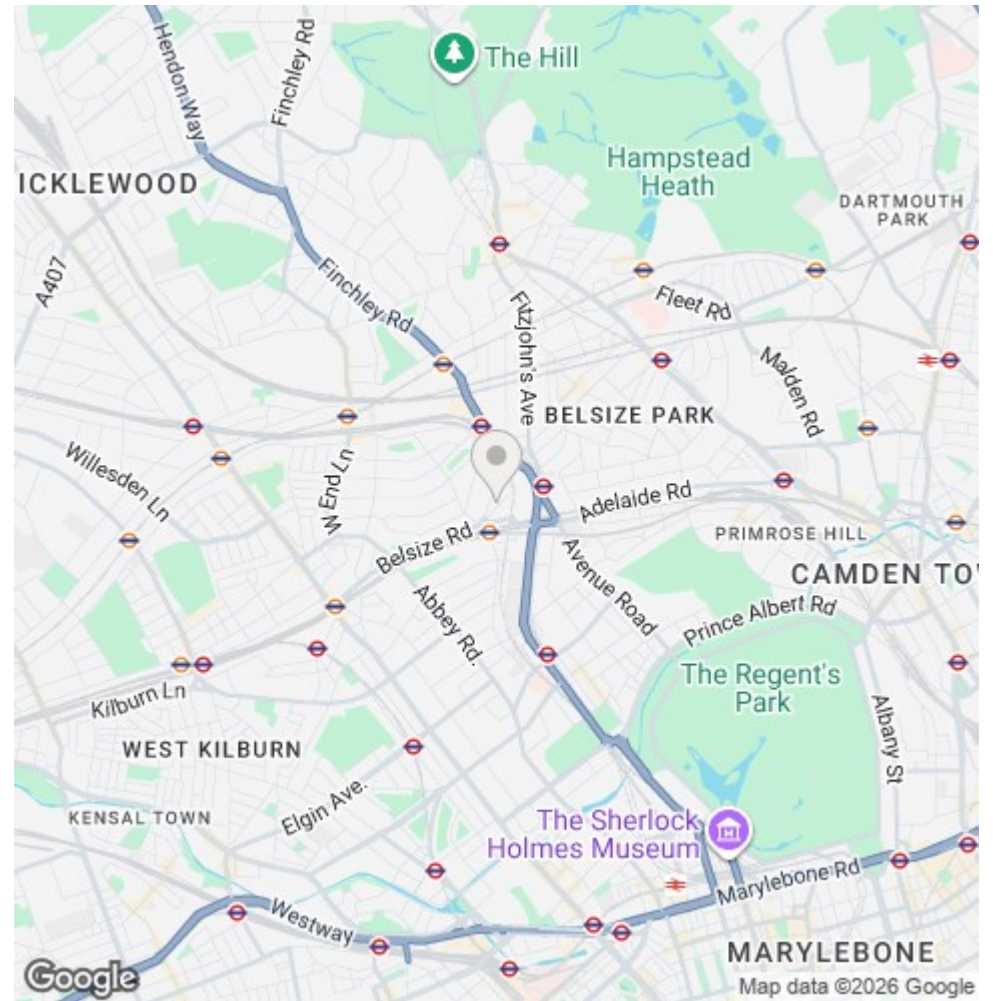 Hendon Way
Finchley Rd
The Hill
Hampstead
Heath
ICKLEWOOD
DARTMOUTH
PARK
A407
Finchley Rd
Fitzjohn's Ave
Fleet Rd
Malden Rd
BELSIZE PARK
Willesden Ln
W End Ln
Adelaide Rd
Belsize Rd
PRIMROSE HILL
Avenue Road
CAMDEN TO
Abbey Rd.
Prince Albert Rd
The Regent's
Park
Kilburn Ln
Albany St
WEST KILBURN
Elgin Ave.
KENSAL TOWN
The Sherlock
Holmes Museum
Marylebone Rd
Westway
MARYLEBONE
Google
Map data ©2026 Google